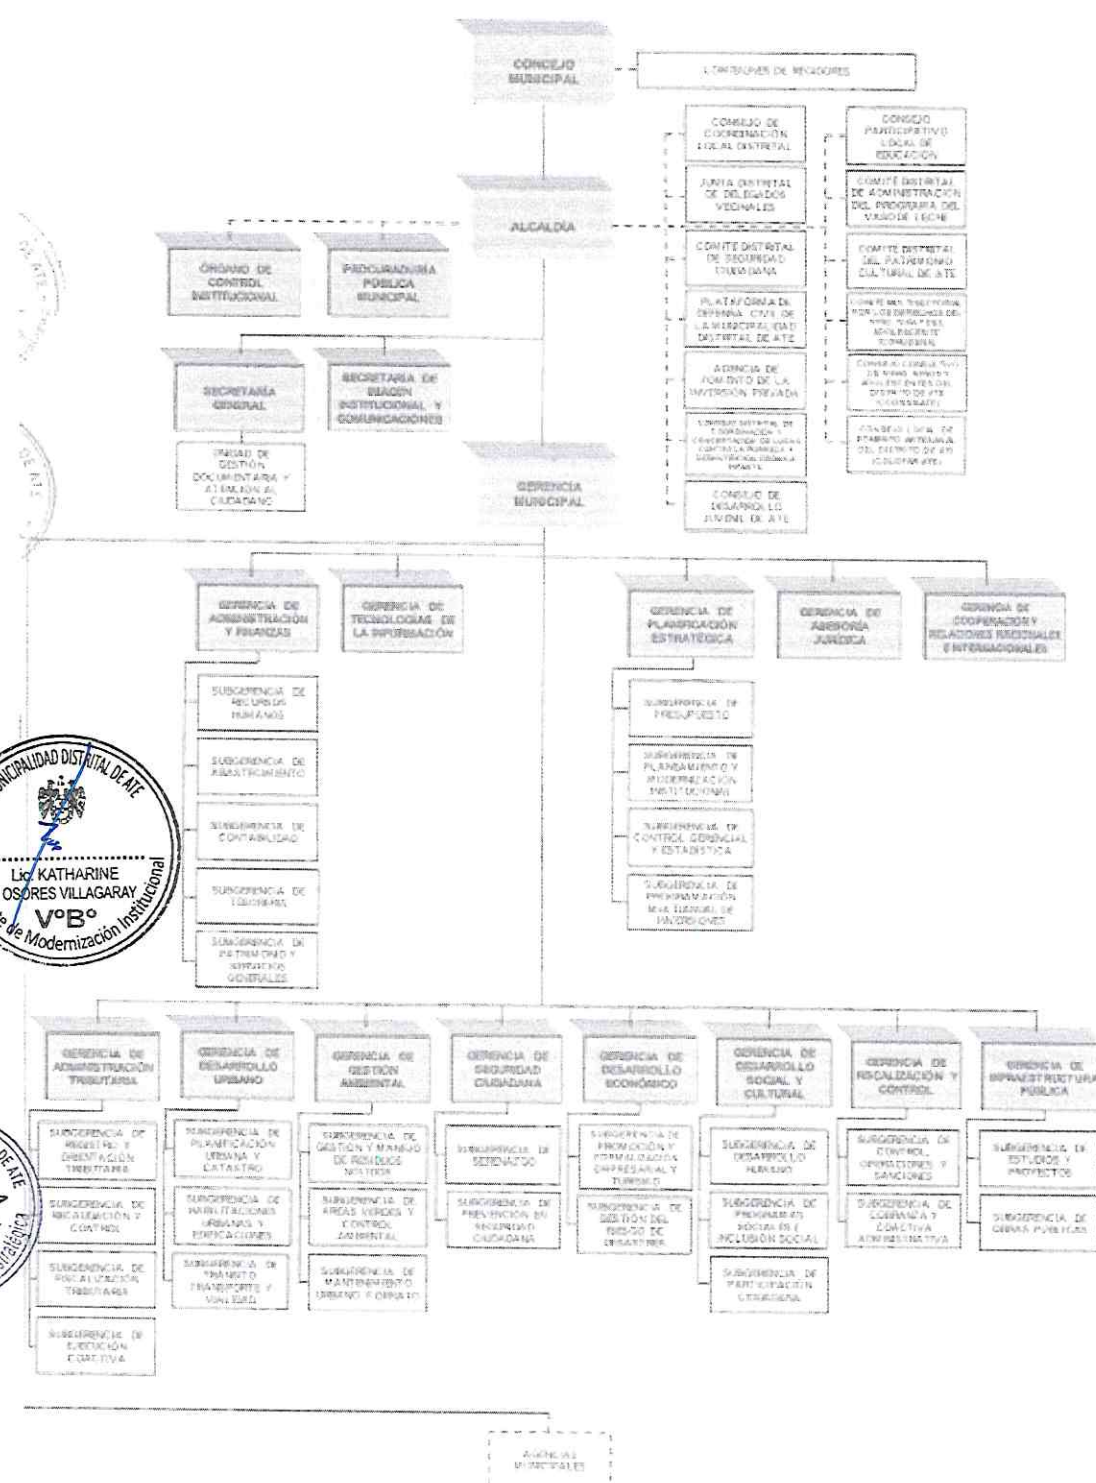 CONCEJO
MUNICIPAL
COMISIONES DE REGIDORES
CONSEJO DE
COORDINACIÓN
LOCAL DISTRITAL
CONSEJO
PARTICIPATIVO
LOCAL DE
EDUCACIÓN
JUNTA DISTRITAL
DE DELEGADOS
VECINALES
COMITÉ DISTRITAL
DE ADMINISTRACIÓN
DEL PROGRAMA DEL
VASO DE LECHE
ALCALDÍA
COMITÉ DISTRITAL
DE SEGURIDAD
CIUDADANA
COMITÉ DISTRITAL
DEL PATRIMONIO
CULTURAL DE ATE
ÓRGANO DE
CONTROL
INSTITUCIONAL
PROCURADURÍA
PÚBLICA
MUNICIPAL
PLATAFORMA DE
DEFENSA CIVIL DE
LA MUNICIPALIDAD
DISTRITAL DE ATE
AGENCIA DE
FOMENTO DE LA
INVERSIÓN PRIVADA
SECRETARÍA
GENERAL
SECRETARÍA DE
IMAGEN
INSTITUCIONAL Y
COMUNICACIONES
UNIDAD DE
GESTIÓN
DOCUMENTARIA Y
ATENCIÓN AL
CIUDADANO
CONSEJO DE
DESARROLLO
JUVENIL DE ATE
GERENCIA
MUNICIPAL
GERENCIA DE
ADMINISTRACIÓN
Y FINANZAS
GERENCIA DE
TECNOLOGÍAS DE
LA INFORMACIÓN
GERENCIA DE
PLANIFICACIÓN
ESTRATÉGICA
GERENCIA DE
ASESORÍA
JURÍDICA
GERENCIA DE
COOPERACIÓN Y
RELACIONES NACIONALES
E INTERNACIONALES
SUBGERENCIA DE
RECURSOS
HUMANOS
SUBGERENCIA DE
ABASTECIMIENTO
SUBGERENCIA DE
CONTABILIDAD
SUBGERENCIA DE
TESORERÍA
SUBGERENCIA DE
PATRIMONIO Y
SERVICIOS
GENERALES
SUBGERENCIA DE
PRESUPUESTO
SUBGERENCIA DE
PLANEAMIENTO Y
MODERNIZACIÓN
INSTITUCIONAL
SUBGERENCIA DE
CONTROL GERENCIAL
Y ESTADÍSTICA
SUBGERENCIA DE
PROGRAMACIÓN
MULTIANUAL DE
INVERSIONES
MUNICIPALIDAD DISTRITAL DE ATE
Lic. KATHARINE
OSORES VILLAGARAY
V°B°
de Modernización Institucional
GERENCIA DE
ADMINISTRACIÓN
TRIBUTARIA
SUBGERENCIA DE
REGISTRO Y
ORIENTACIÓN
TRIBUTARIA
SUBGERENCIA DE
RECAUDACIÓN Y
CONTROL
SUBGERENCIA DE
FISCALIZACIÓN
TRIBUTARIA
SUBGERENCIA DE
EJECUCIÓN
COACTIVA
GERENCIA DE
DESARROLLO
URBANO
SUBGERENCIA DE
PLANIFICACIÓN
URBANA Y
CATASTRO
SUBGERENCIA DE
HABILITACIONES
URBANAS Y
EDIFICACIONES
SUBGERENCIA DE
TRÁNSITO
TRANSPORTE Y
VIALIDAD
GERENCIA DE
GESTIÓN
AMBIENTAL
SUBGERENCIA DE
GESTIÓN Y MANEJO
DE RESIDUOS
SÓLIDOS
SUBGERENCIA DE
ÁREAS VERDES Y
CONTROL
AMBIENTAL
SUBGERENCIA DE
MANTENIMIENTO
URBANO Y ORNATO
GERENCIA DE
SEGURIDAD
CIUDADANA
SUBGERENCIA DE
SERENAZGO
SUBGERENCIA DE
PREVENCIÓN EN
SEGURIDAD
CIUDADANA
GERENCIA DE
DESARROLLO
ECONÓMICO
SUBGERENCIA DE
PROMOCIÓN Y
FORMALIZACIÓN
EMPRESARIAL Y
TURISMO
SUBGERENCIA DE
GESTIÓN DEL
RIESGO DE
DESASTRES
GERENCIA DE
DESARROLLO
SOCIAL Y
CULTURAL
SUBGERENCIA DE
DESARROLLO
HUMANO
SUBGERENCIA DE
PROGRAMAS
SOCIALES E
INCLUSIÓN SOCIAL
SUBGERENCIA DE
PARTICIPACIÓN
CIUDADANA
GERENCIA DE
FISCALIZACIÓN Y
CONTROL
SUBGERENCIA DE
CONTROL,
OPERACIONES Y
SANCIONES
SUBGERENCIA DE
COBRANZA Y
COACTIVA
ADMINISTRATIVA
GERENCIA DE
INFRAESTRUCTURA
PÚBLICA
SUBGERENCIA DE
ESTUDIOS Y
PROYECTOS
SUBGERENCIA DE
OBRAS PÚBLICAS
AGENCIAS
MUNICIPALES